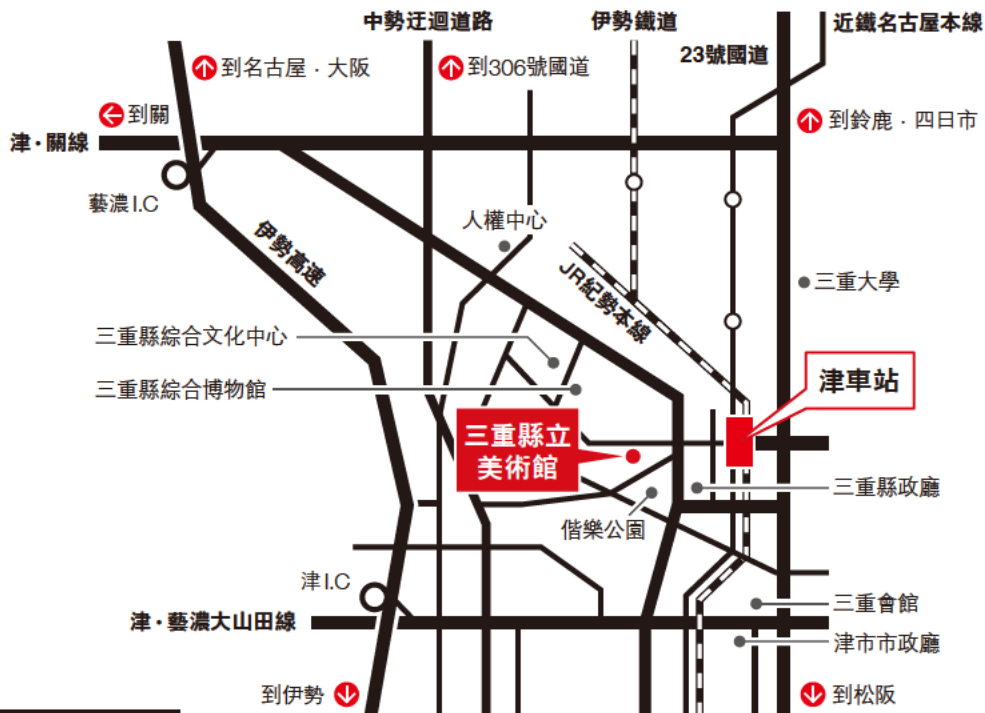 中勢迂迴道路
伊勢鐵道
近鐵名古屋本線
23號國道
到名古屋・大阪
到306號國道
到關
到鈴鹿・四日市
津・關線
藝濃I.C
人權中心
伊勢高速
JR紀勢本線
三重大學
三重縣綜合文化中心
三重縣綜合博物館
津車站
三重縣立
美術館
三重縣政廳
偕樂公園
津I.C
三重會館
津・藝濃大山田線
津市市政廳
到伊勢
到松阪